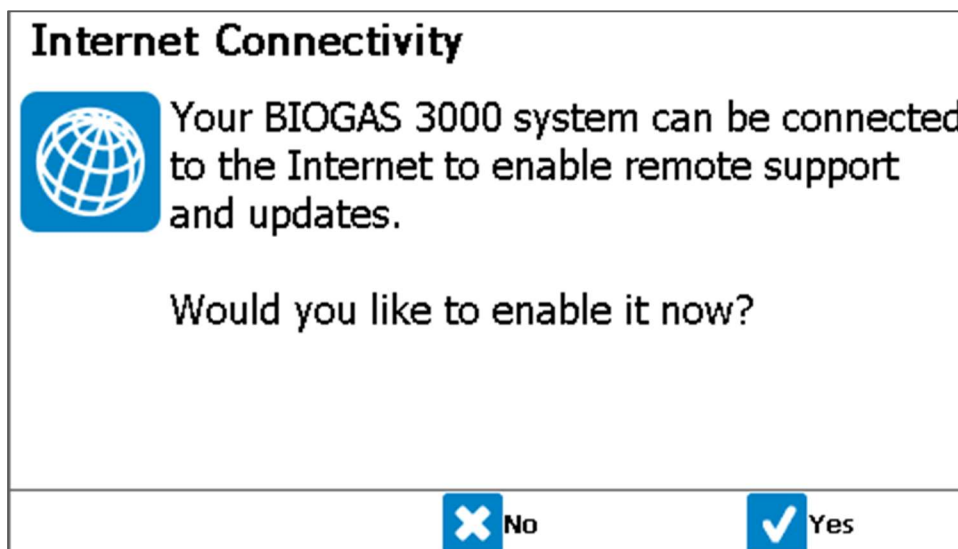 Internet Connectivity
Your BIOGAS 3000 system can be connected
to the Internet to enable remote support
and updates.
Would you like to enable it now?
No
Yes